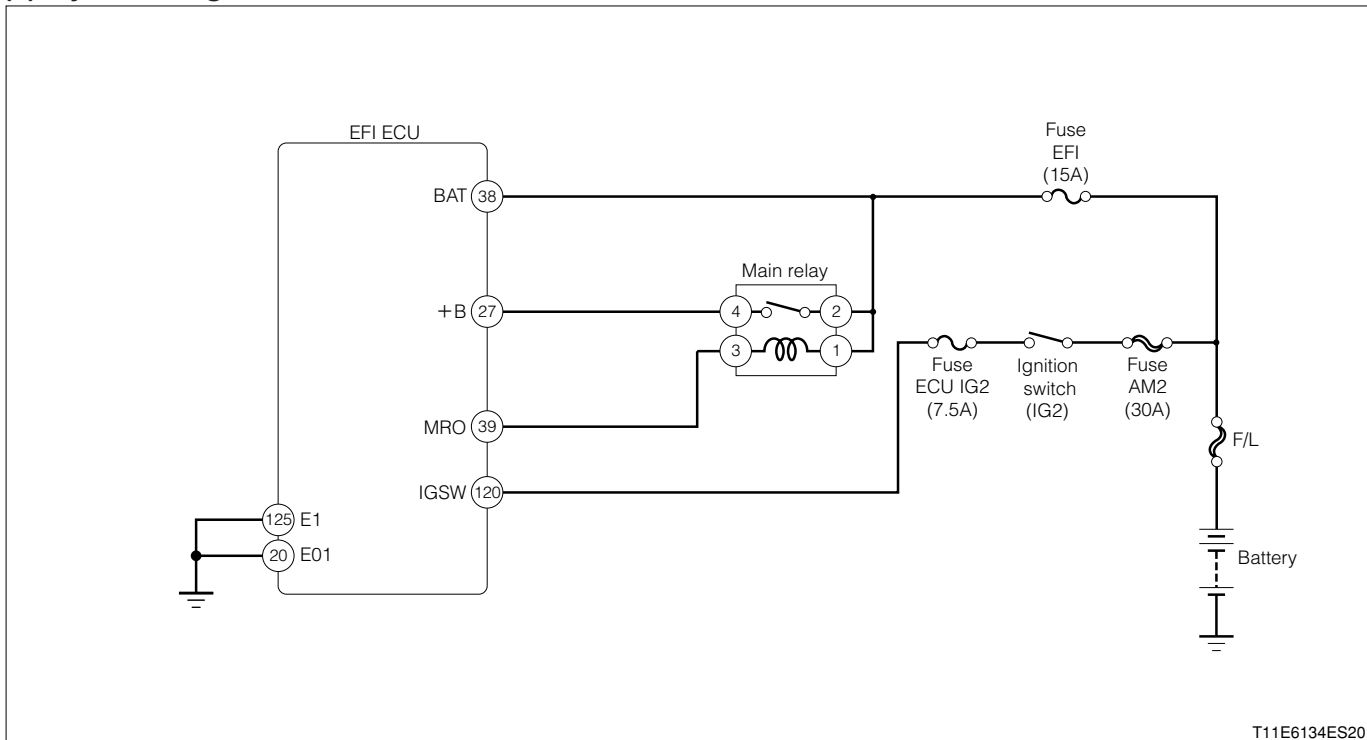 EFI ECU
Fuse
EFI
(15A)
BAT 38
Main relay
+B 27
4 2
3 1
Fuse
ECU IG2
(7.5A)
Ignition
switch
(IG2)
Fuse
AM2
(30A)
MRO 39
F/L
IGSW 120
125 E1
20 E01
Battery
T11E6134ES20